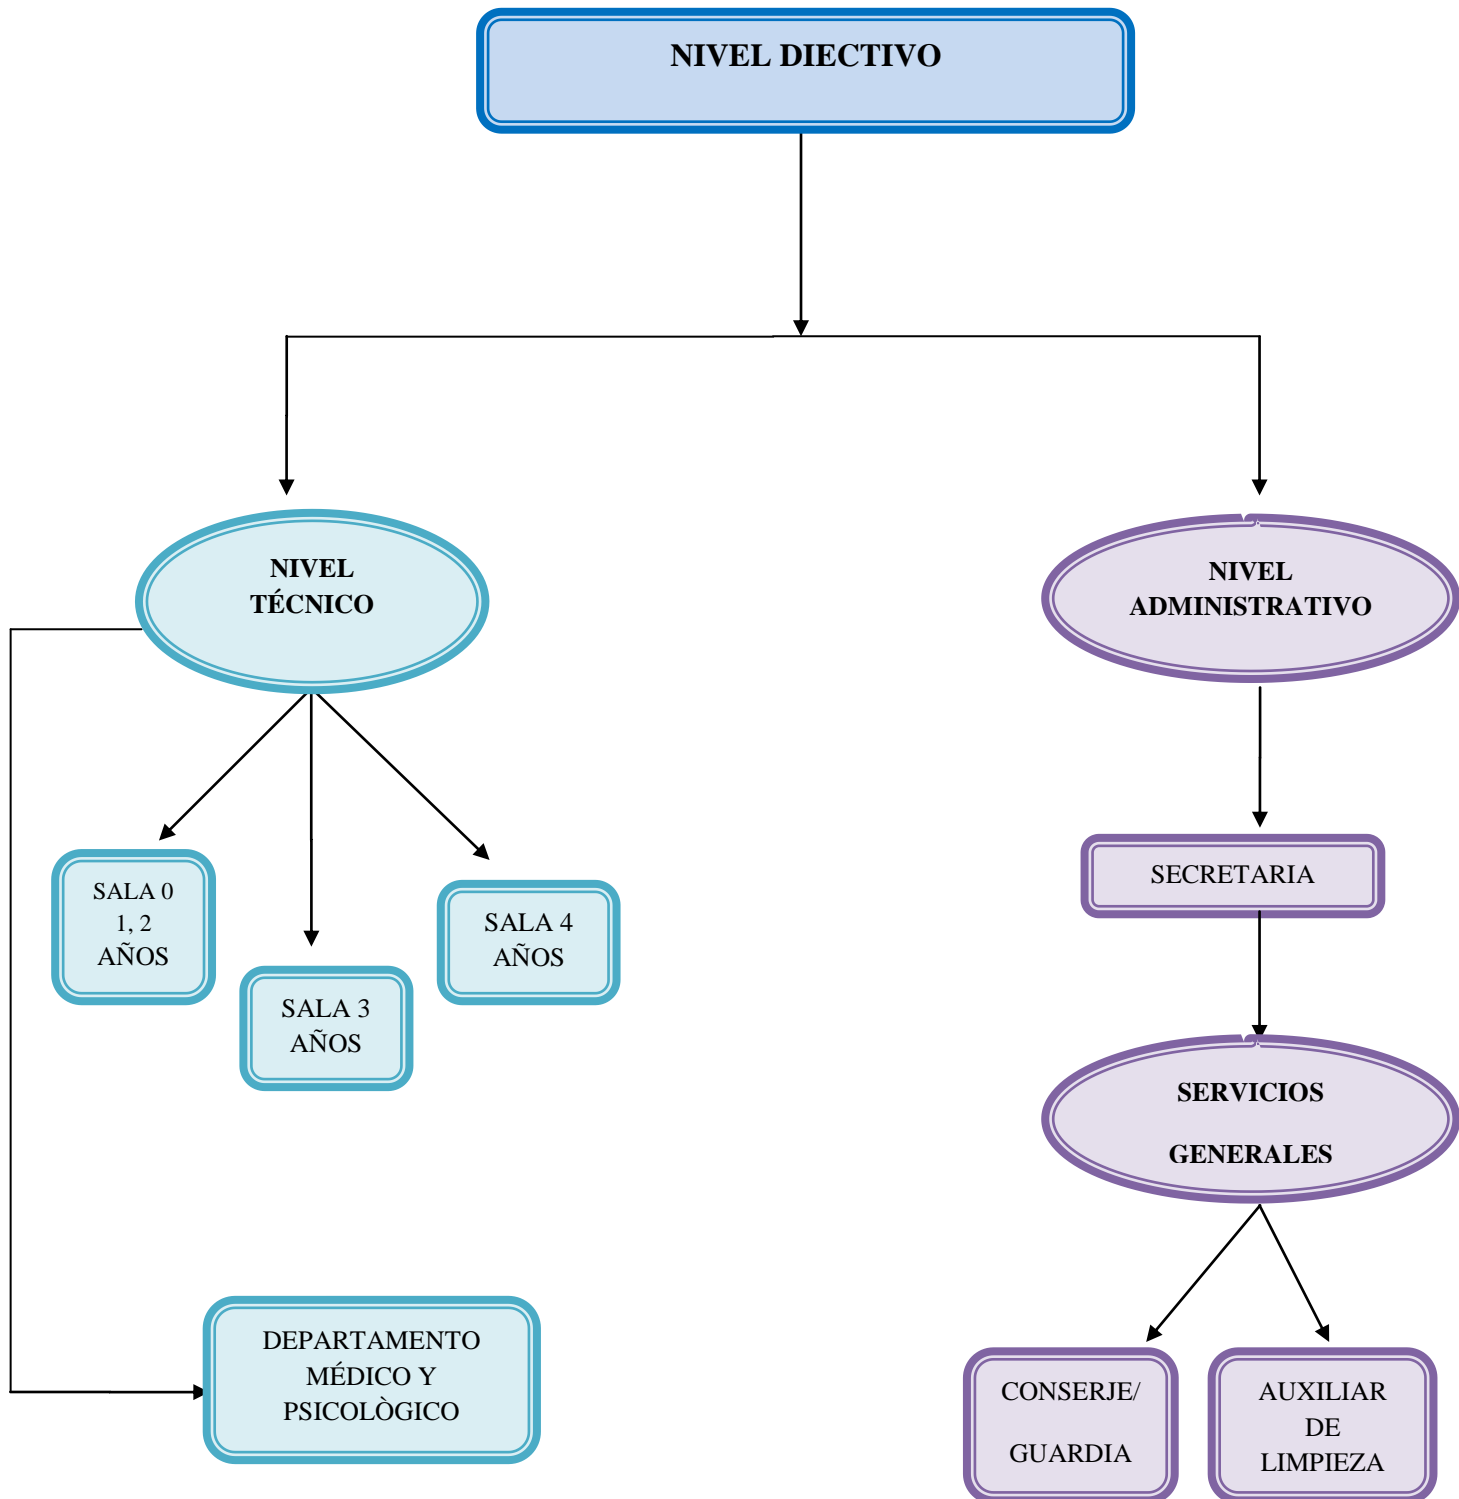 NIVEL DIECTIVO
NIVEL
TÉCNICO
NIVEL
ADMINISTRATIVO
SALA 0
1, 2
AÑOS
SALA 3
AÑOS
SALA 4
AÑOS
SECRETARIA
SERVICIOS
GENERALES
DEPARTAMENTO
MÉDICO Y
PSICOLÒGICO
CONSERJE/
GUARDIA
AUXILIAR
DE
LIMPIEZA